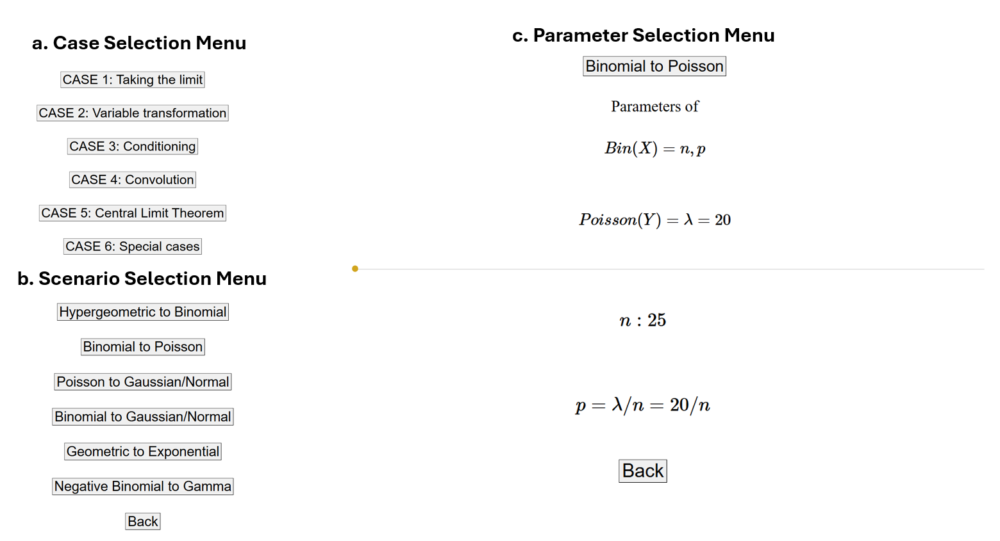 a. Case Selection Menu
CASE 1: Taking the limit
CASE 2: Variable transformation
CASE 3: Conditioning
CASE 4: Convolution
CASE 5: Central Limit Theorem
CASE 6: Special cases
b. Scenario Selection Menu
Hypergeometric to Binomial
Binomial to Poisson
Poisson to Gaussian/Normal
Binomial to Gaussian/Normal
Geometric to Exponential
Negative Binomial to Gamma
Back
c. Parameter Selection Menu
Binomial to Poisson
Parameters of
Bin(X) = n, p
Poisson(Y) = λ = 20
n : 25
p = λ/n = 20/n
Back